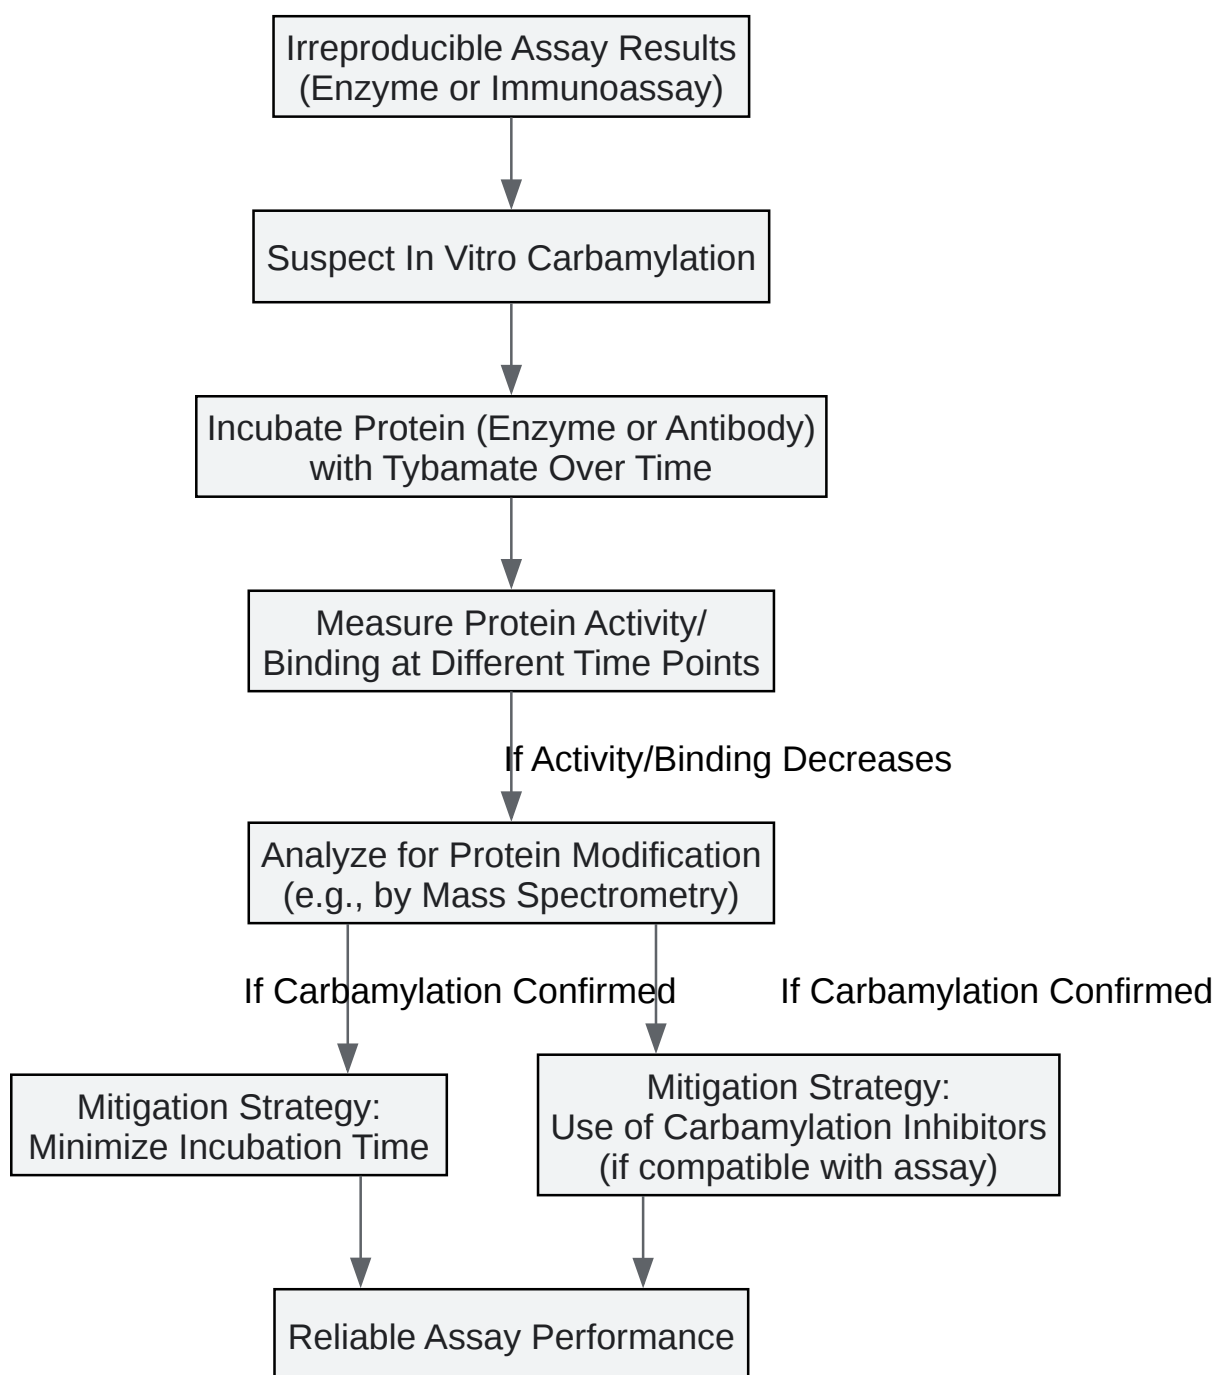 Irreproducible Assay Results
(Enzyme or Immunoassay)
Suspect In Vitro Carbamylation
Incubate Protein (Enzyme or Antibody)
with Tybamate Over Time
Measure Protein Activity/
Binding at Different Time Points
If Activity/Binding Decreases
Analyze for Protein Modification
(e.g., by Mass Spectrometry)
If Carbamylation Confirmed
If Carbamylation Confirmed
Mitigation Strategy:
Minimize Incubation Time
Mitigation Strategy:
Use of Carbamylation Inhibitors
(if compatible with assay)
Reliable Assay Performance